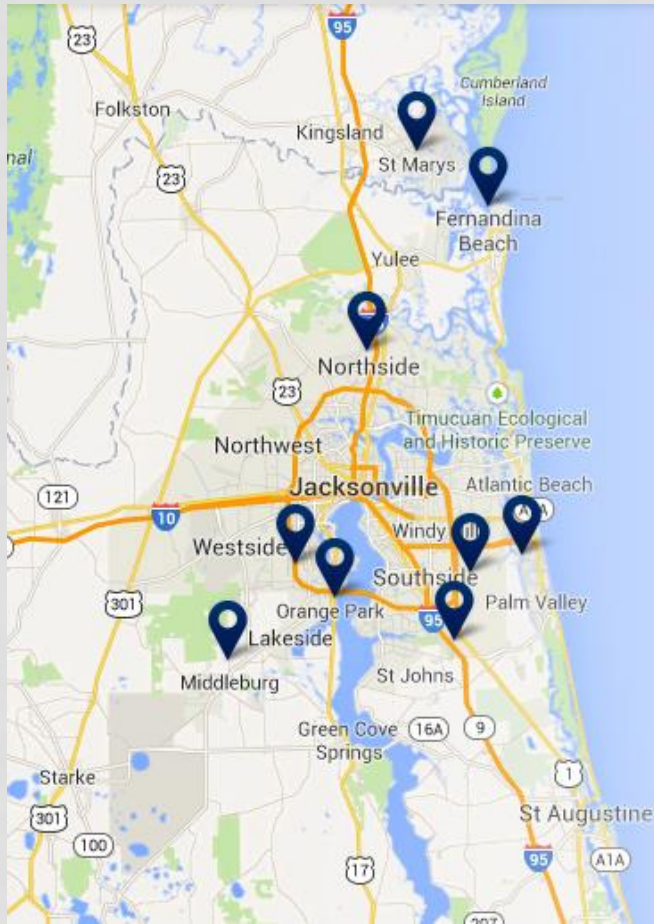 95
23
Cumberland
Island
Folkston
Kingsland
nal
St Marys
23
Fernandina
Beach
Yulee
Northside
23
Timucuan Ecological
and Historic Preserve
Northwest
Jacksonville
Atlantic Beach
121
10
Windy
Westside
Southside
301
Orange Park
Palm Valley
95
Lakeside
Middleburg
St Johns
Green Cove
Springs
16A
9
Starke
1
301
St Augustine
100
95
A1A
17
207